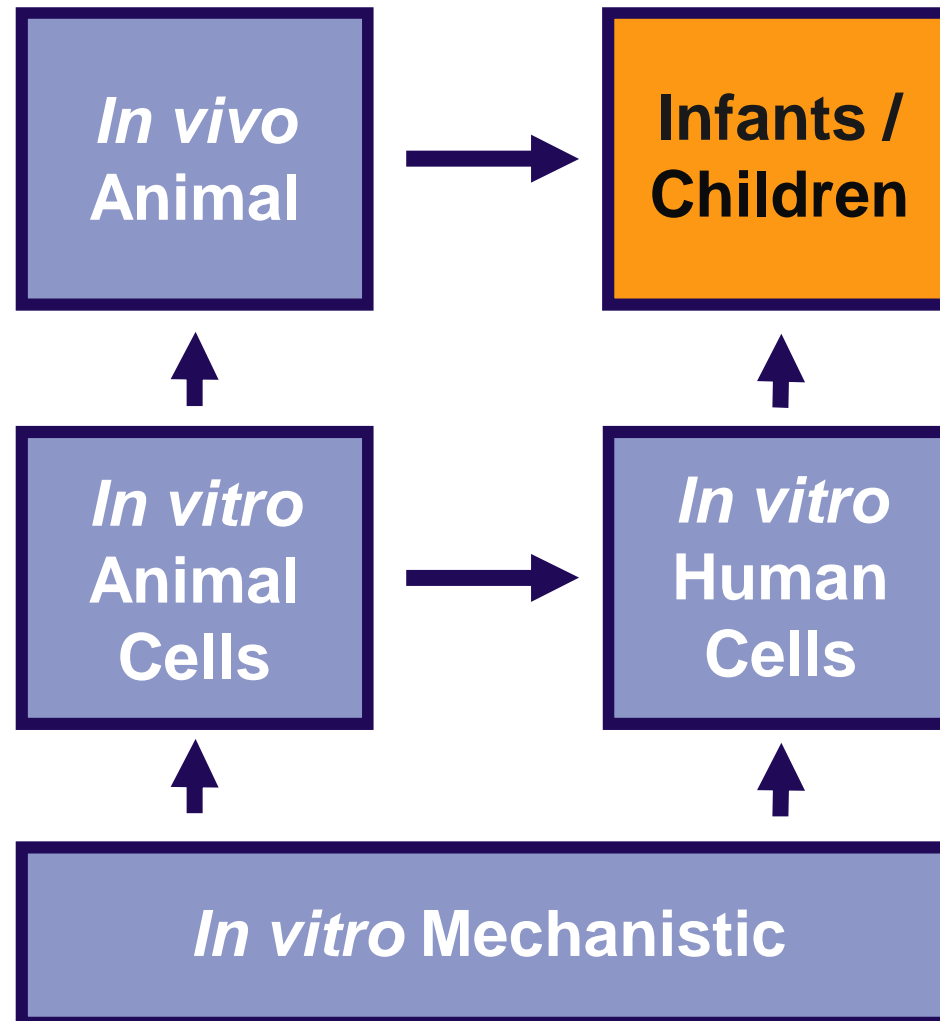 In vivo
Animal
Infants /
Children
In vitro
Animal
Cells
In vitro
Human
Cells
In vitro Mechanistic